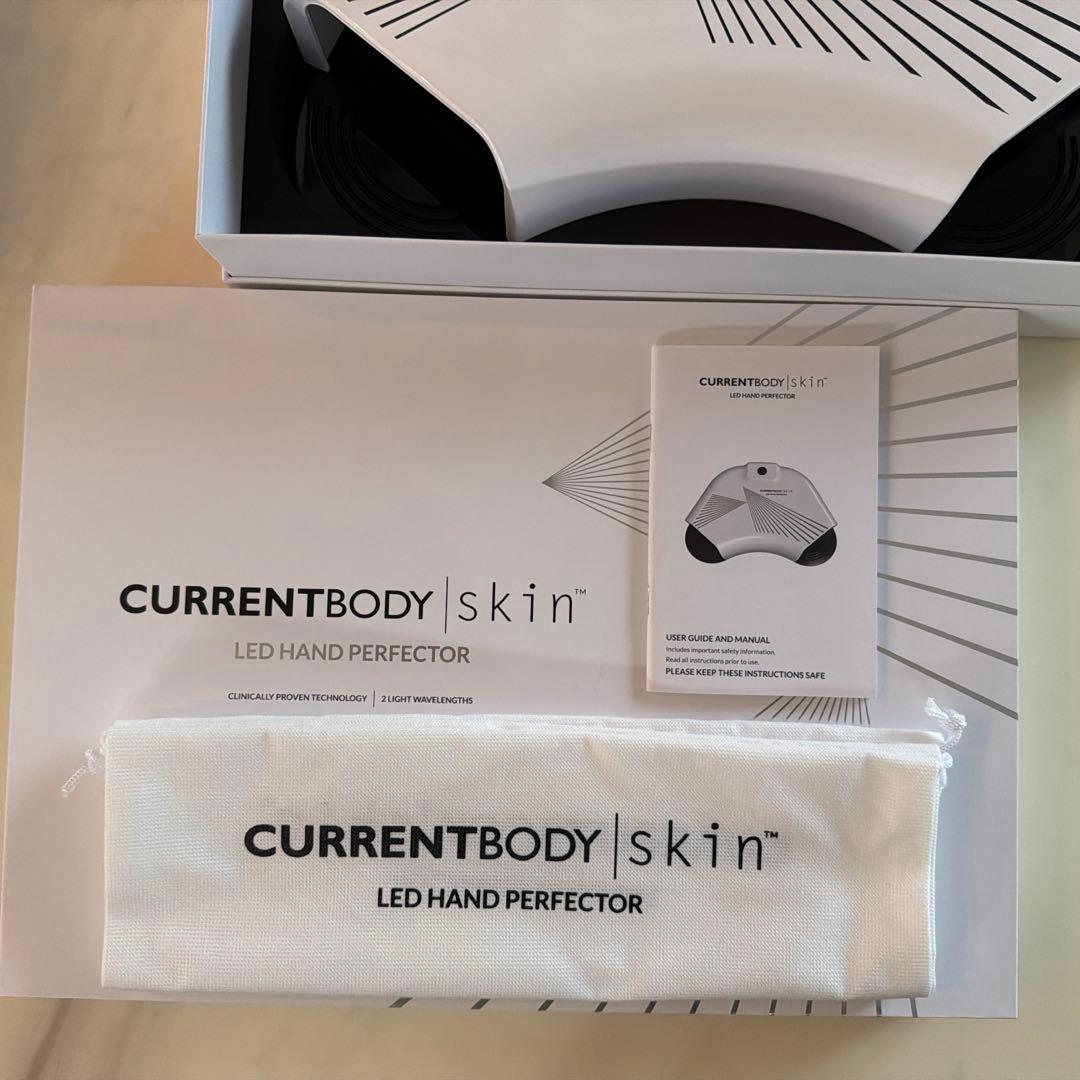 CURRENTBODY|skin™
LED HAND PERFECTOR
USER GUIDE AND MANUAL
Includes important safety information.
Read all instructions prior to use.
PLEASE KEEP THESE INSTRUCTIONS SAFE
CURRENTBODY|skin™
LED HAND PERFECTOR
CLINICALLY PROVEN TECHNOLOGY | 2 LIGHT WAVELENGTHS
CURRENTBODY|skin™
LED HAND PERFECTOR